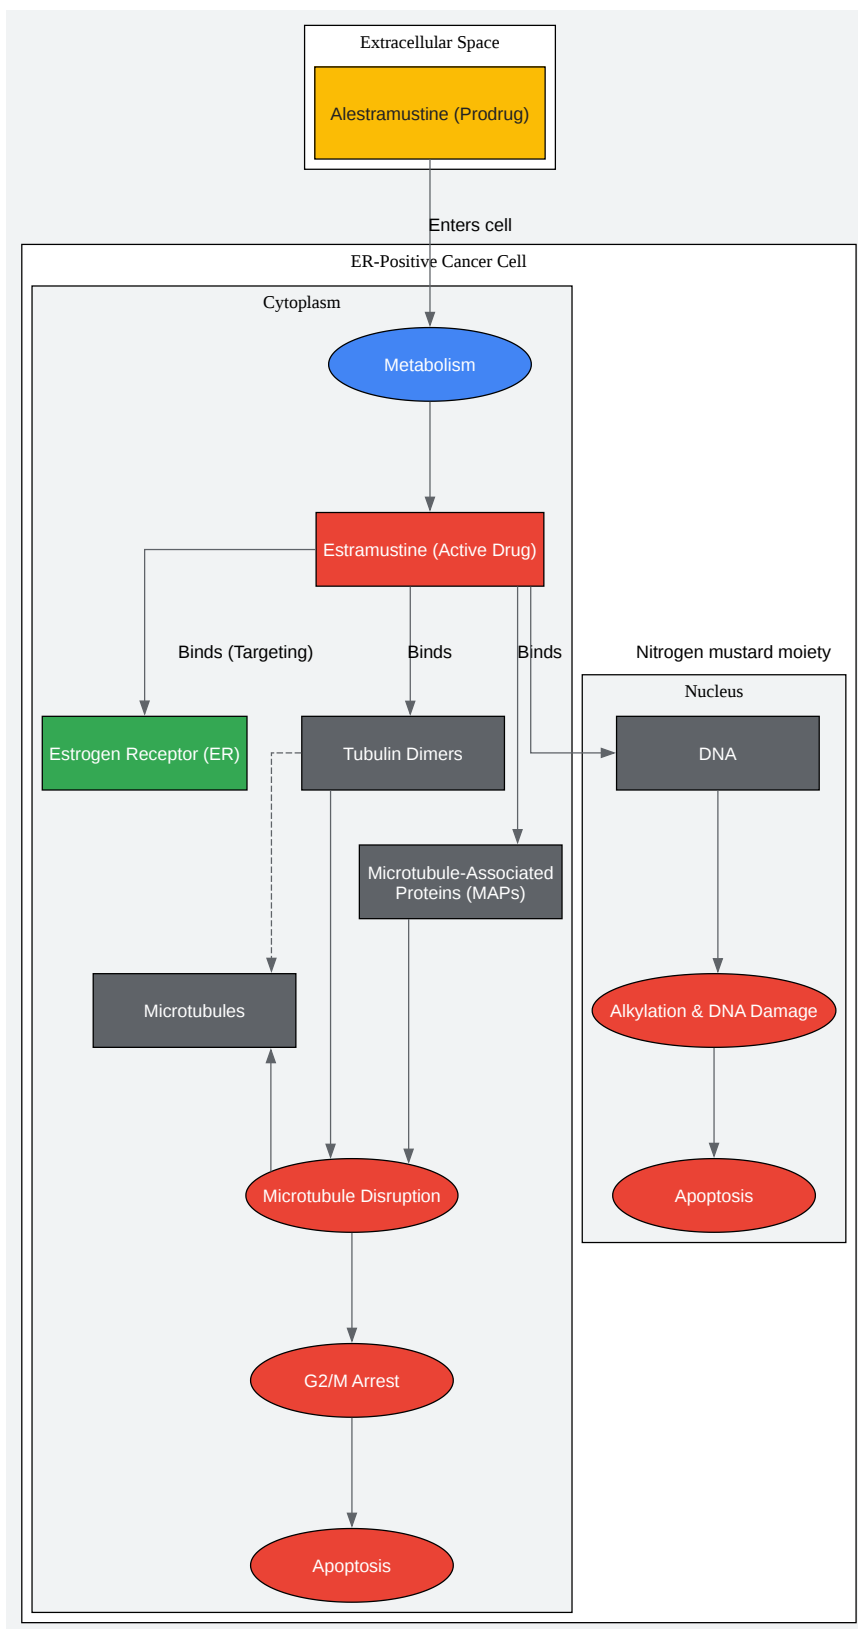 Extracellular Space
Alestramustine (Prodrug)
Enters cell
ER-Positive Cancer Cell
Cytoplasm
Metabolism
Estramustine (Active Drug)
Binds (Targeting)
Binds
Binds
Nitrogen mustard moiety
Nucleus
Estrogen Receptor (ER)
Tubulin Dimers
DNA
Microtubule-Associated
Proteins (MAPs)
Microtubules
Alkylation & DNA Damage
Microtubule Disruption
Apoptosis
G2/M Arrest
Apoptosis